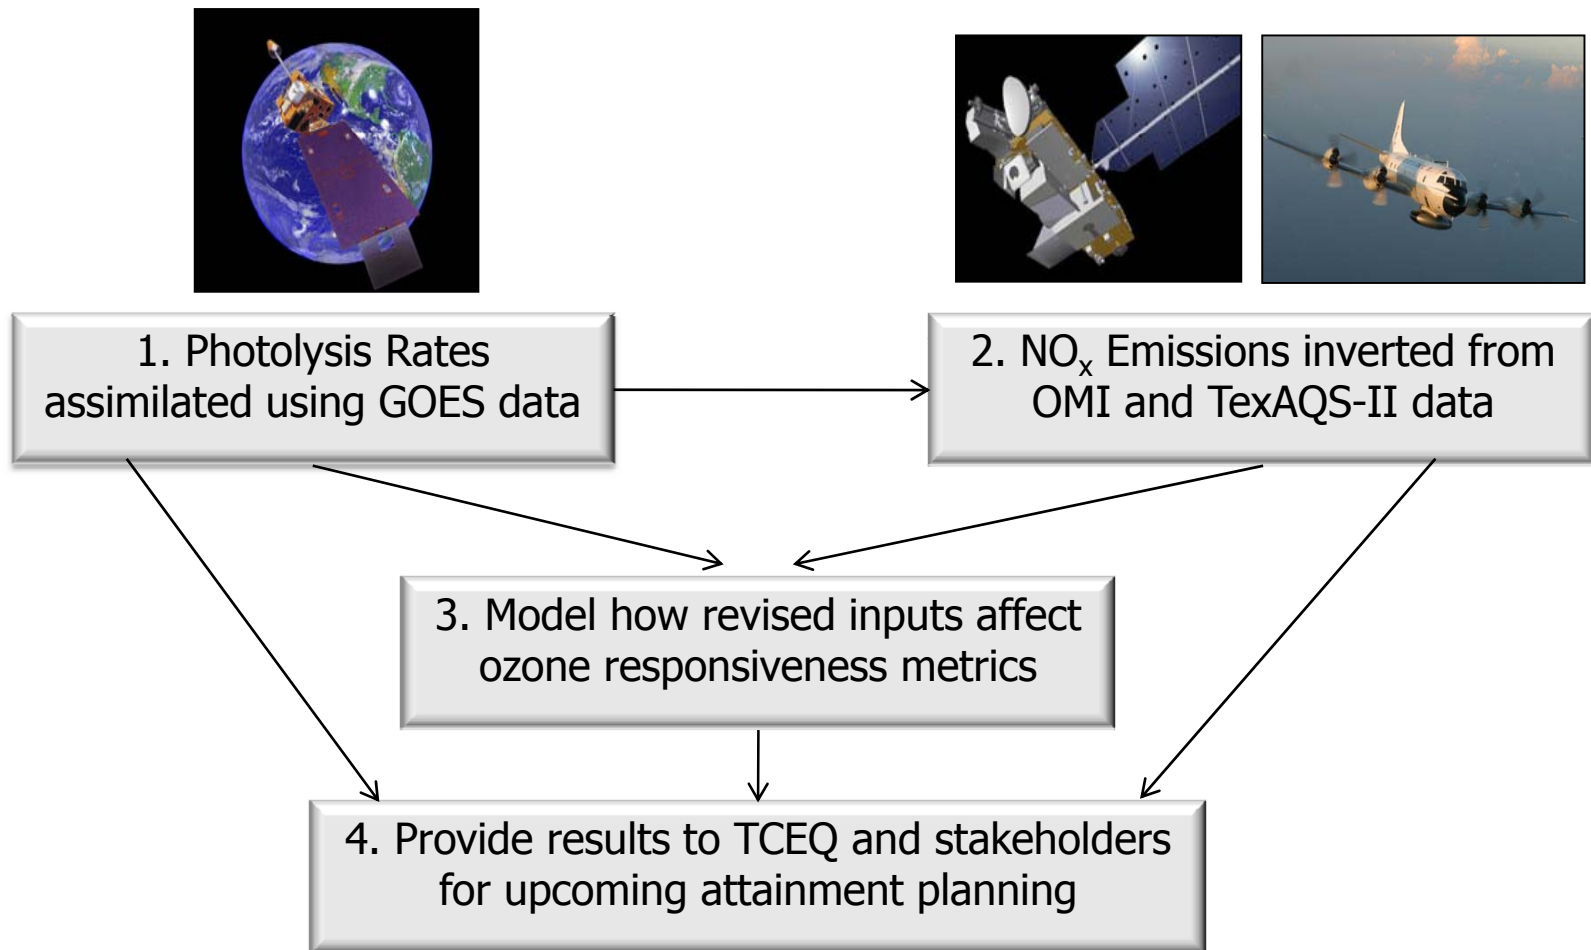 1. Photolysis Rates
assimilated using GOES data
2. NOₓ Emissions inverted from
OMI and TexAQS-II data
3. Model how revised inputs affect
ozone responsiveness metrics
4. Provide results to TCEQ and stakeholders
for upcoming attainment planning